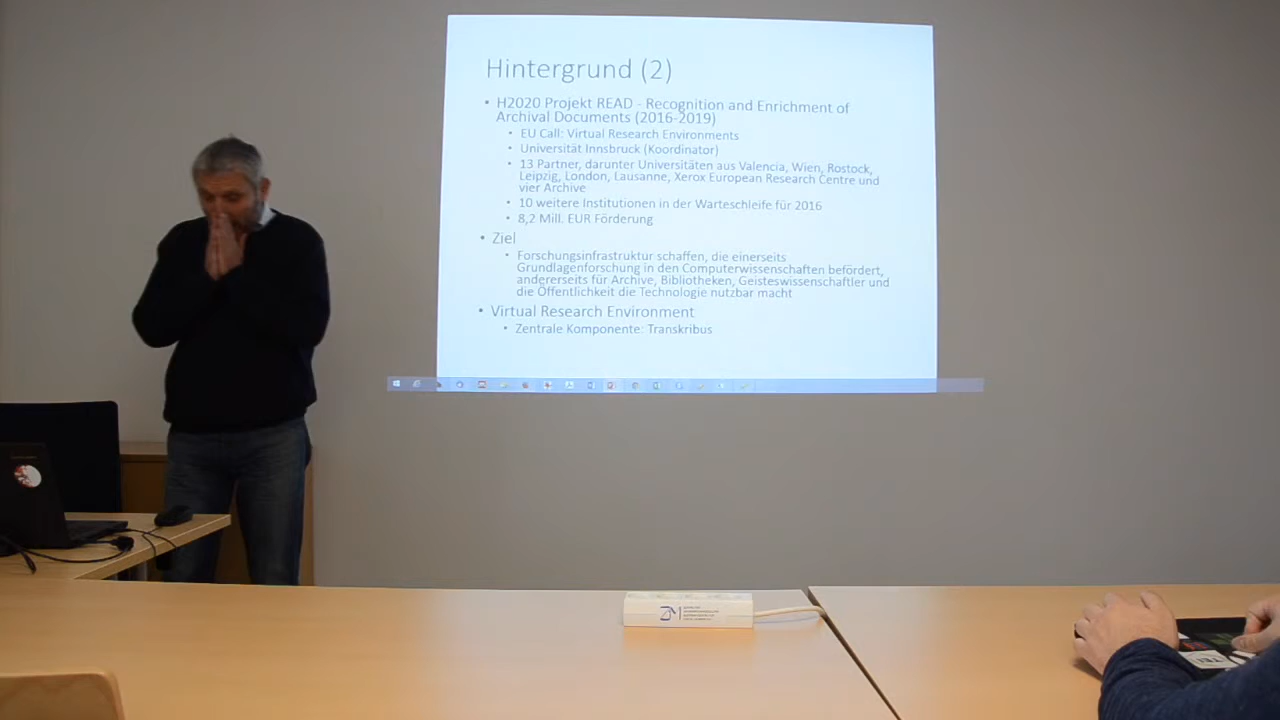 Hintergrund (2)
• H2020 Projekt READ - Recognition and Enrichment of
Archival Documents (2016-2019)
• EU Call: Virtual Research Environments
• Universität Innsbruck (Koordinator)
• 13 Partner, darunter Universitäten aus Valencia, Wien, Rostock,
Leipzig, London, Lausanne, Xerox European Research Centre und
vier Archive
• 10 weitere Institutionen in der Warteschleife für 2016
• 8,2 Mill. EUR Förderung
• Ziel
• Forschungsinfrastruktur schaffen, die einerseits
Grundlagenforschung in den Computerwissenschaften befördert,
andererseits für Archive, Bibliotheken, Geisteswissenschaftler und
die Öffentlichkeit die Technologie nutzbar macht
• Virtual Research Environment
• Zentrale Komponente: Transkribus